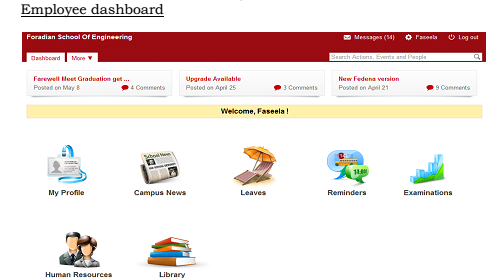 Employee dashboard
Foradian School Of Engineering
Messages (14) Faseela Log out
Dashboard More ▼
Search Actions, Events and People
Farewell Meet Graduation get ... Upgrade Available New Fedena version
Posted on May 8 4 Comments Posted on April 25 3 Comments Posted on April 21 9 Comments
Welcome, Faseela !
School News
My Profile Campus News Leaves Reminders Examinations
Human Resources Library